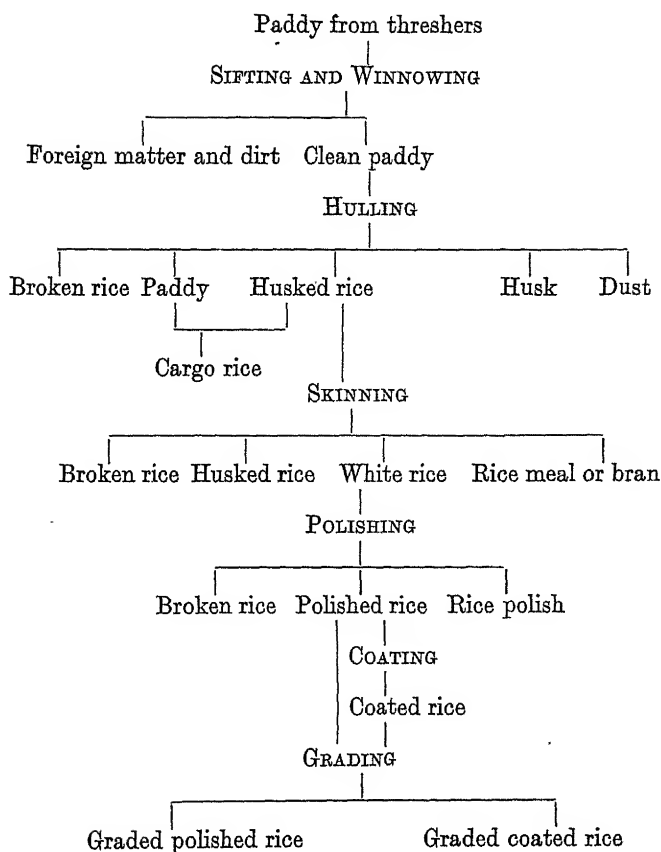 Paddy from threshers
SIFTING AND WINNOWING
Foreign matter and dirt Clean paddy
HULLING
Broken rice Paddy Husked rice Husk Dust
Cargo rice
SKINNING
Broken rice Husked rice White rice Rice meal or bran
POLISHING
Broken rice Polished rice Rice polish
COATING
Coated rice
GRADING
Graded polished rice Graded coated rice